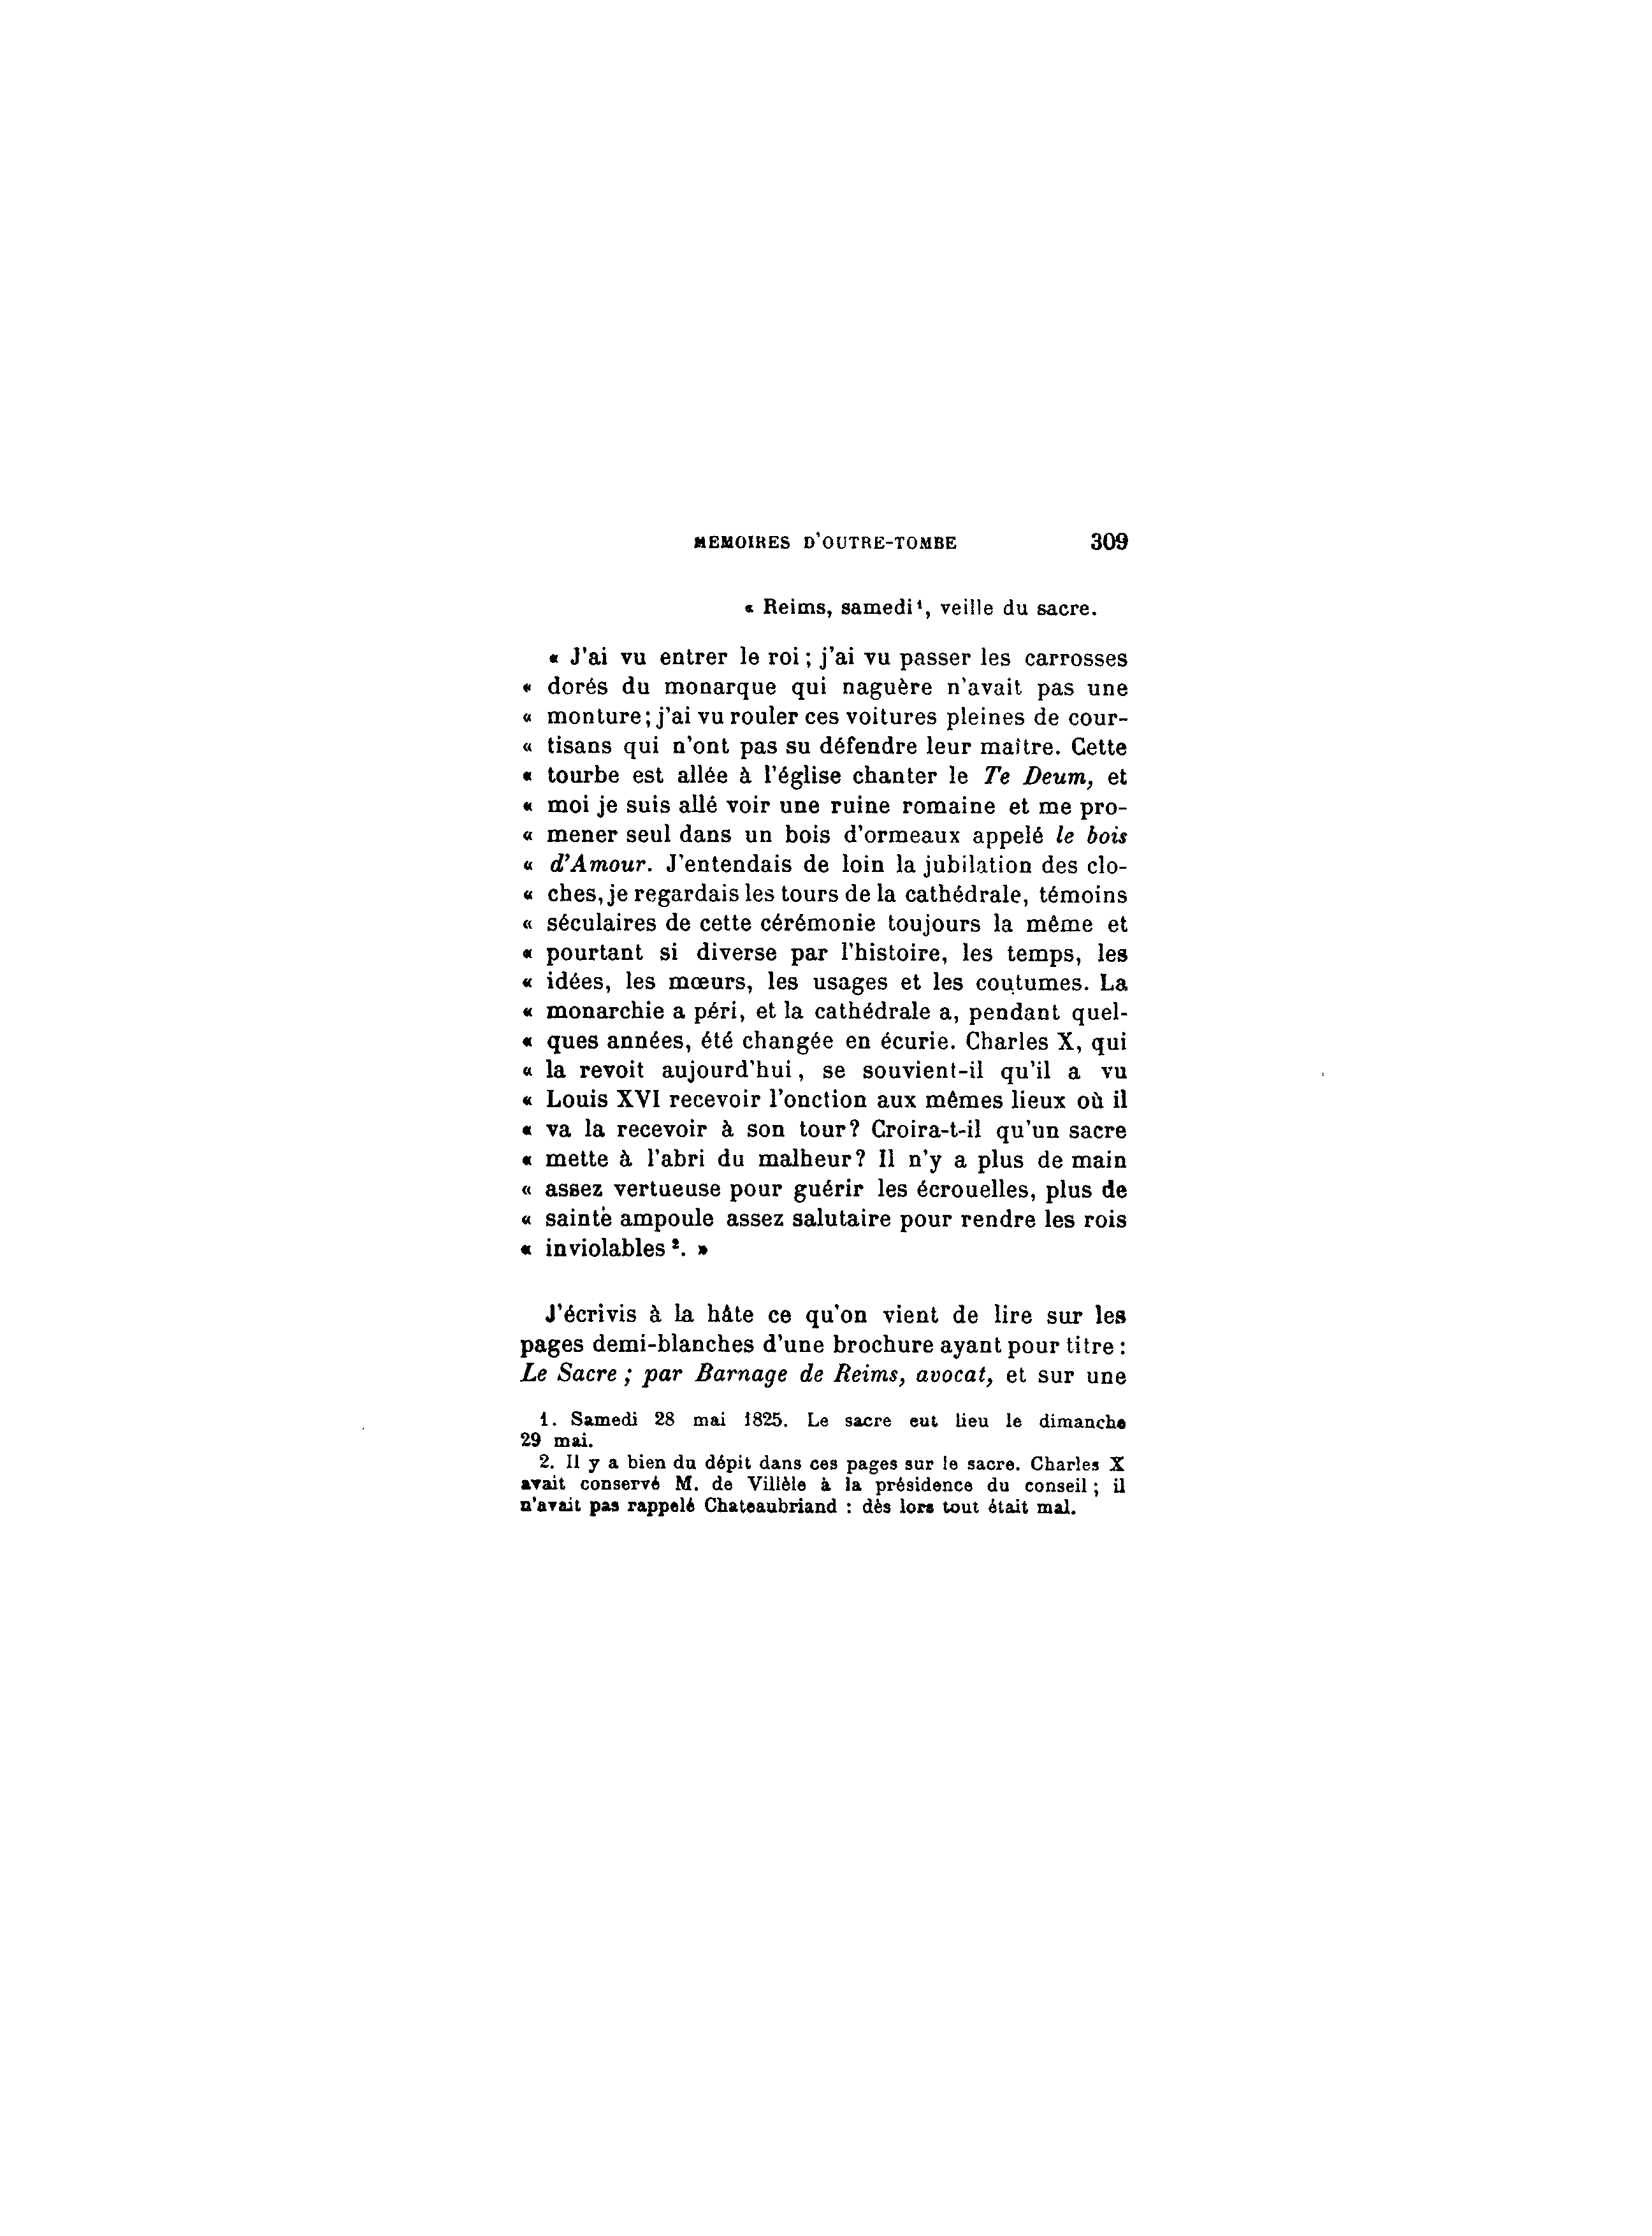 MEMOIRES D'OUTRE-TOMBE 309
« Reims, samedi¹, veille du sacre.
« J'ai vu entrer le roi ; j'ai vu passer les carrosses
« dorés du monarque qui naguère n'avait pas une
« monture ; j'ai vu rouler ces voitures pleines de cour-
« tisans qui n'ont pas su défendre leur maître. Cette
« tourbe est allée à l'église chanter le Te Deum, et
« moi je suis allé voir une ruine romaine et me pro-
« mener seul dans un bois d'ormeaux appelé le bois
« d'Amour. J'entendais de loin la jubilation des clo-
« ches, je regardais les tours de la cathédrale, témoins
« séculaires de cette cérémonie toujours la même et
« pourtant si diverse par l'histoire, les temps, les
« idées, les mœurs, les usages et les coutumes. La
« monarchie a péri, et la cathédrale a, pendant quel-
« ques années, été changée en écurie. Charles X, qui
« la revoit aujourd'hui, se souvient-il qu'il a vu
« Louis XVI recevoir l'onction aux mêmes lieux où il
« va la recevoir à son tour? Croira-t-il qu'un sacre
« mette à l'abri du malheur? Il n'y a plus de main
« assez vertueuse pour guérir les écrouelles, plus de
« sainte ampoule assez salutaire pour rendre les rois
« inviolables². »
J'écrivis à la hâte ce qu'on vient de lire sur les
pages demi-blanches d'une brochure ayant pour titre :
Le Sacre ; par Barnage de Reims, avocat, et sur une
1. Samedi 28 mai 1825. Le sacre eut lieu le dimanche
29 mai.
2. Il y a bien du dépit dans ces pages sur le sacre. Charles X
avait conservé M. de Villèle à la présidence du conseil ; il
n'avait pas rappelé Chateaubriand : dès lors tout était mal.